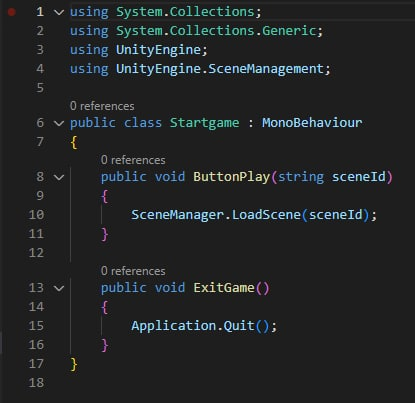 1 using System.Collections;
2 using System.Collections.Generic;
3 using UnityEngine;
4 using UnityEngine.SceneManagement;
5
0 references
6 public class Startgame : MonoBehaviour
7 {
0 references
8 public void ButtonPlay(string sceneId)
9 {
10 SceneManager.LoadScene(sceneId);
11 }
12
0 references
13 public void ExitGame()
14 {
15 Application.Quit();
16 }
17 }
18